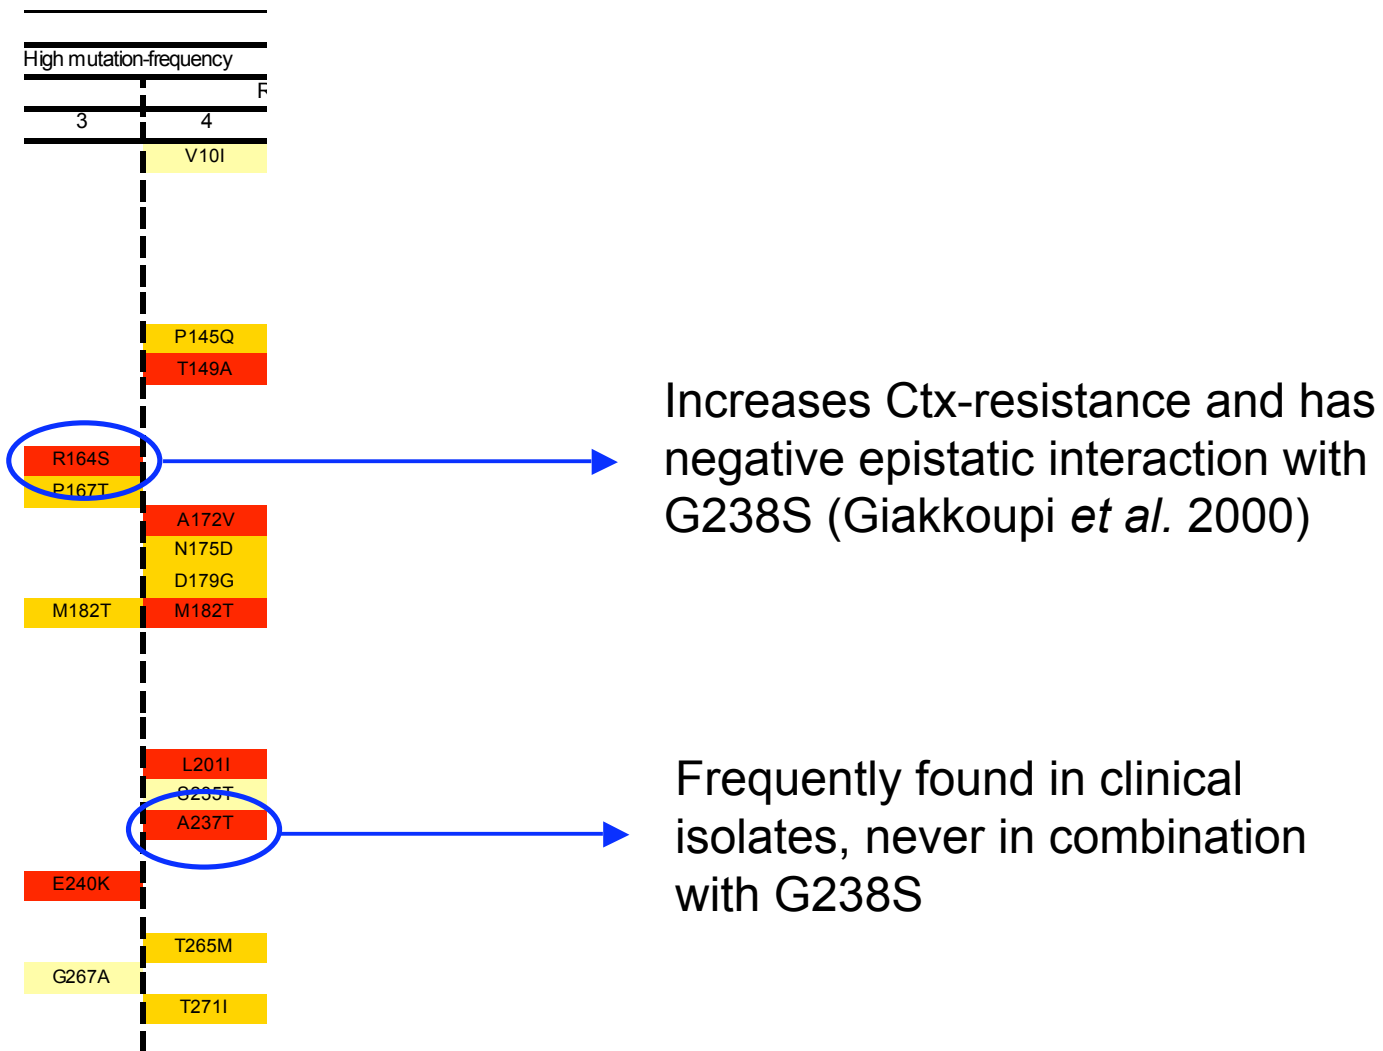 High mutation-frequency
R
3 4
V10I
P145Q
T149A
R164S
P167T
A172V
N175D
D179G
M182T M182T
L201I
S235T
A237T
E240K
T265M
G267A
T271I
Increases Ctx-resistance and has
negative epistatic interaction with
G238S (Giakkoupi et al. 2000)
Frequently found in clinical
isolates, never in combination
with G238S